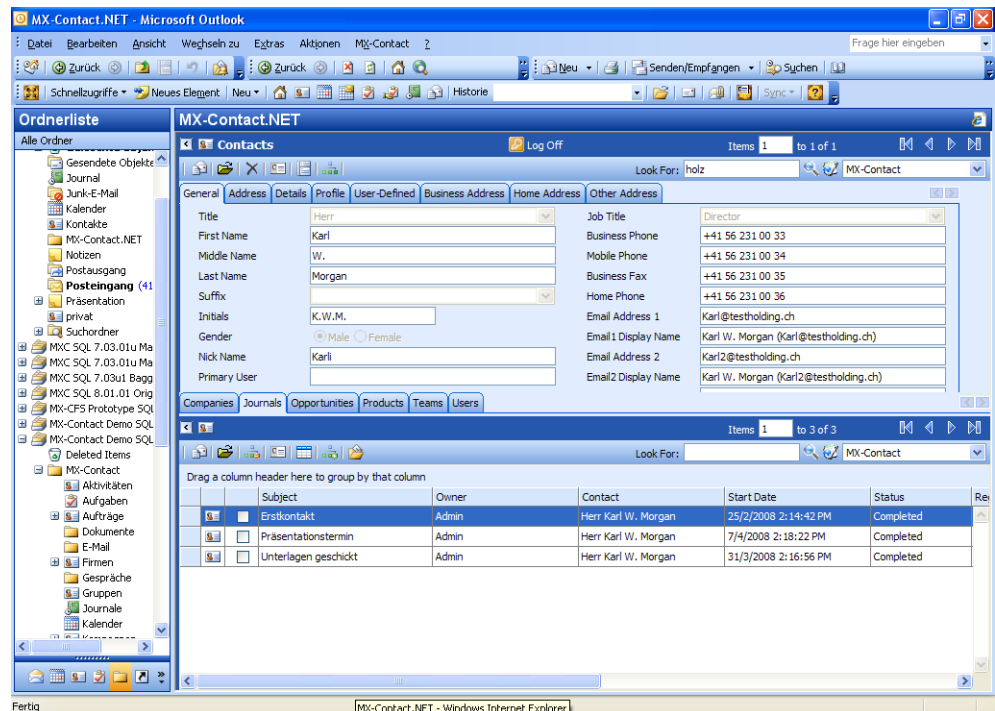 MX-Contact.NET - Microsoft Outlook
Datei Bearbeiten Ansicht Wechseln zu Extras Aktionen MX-Contact ? Frage hier eingeben
Zurück Zurück Neu Senden/Empfangen Suchen
Schnellzugriffe Neues Element Neu Historie Sync
Ordnerliste MX-Contact.NET
Alle Ordner Contacts Log Off Items 1 to 1 of 1
Gesendete Objekte
Look For: holz MX-Contact
Journal
Junk-E-Mail
General Address Details Profile User-Defined Business Address Home Address Other Address
Kalender
Title Herr Job Title Director
Kontakte
First Name Karl Business Phone +41 56 231 00 33
MX-Contact.NET
Middle Name W. Mobile Phone +41 56 231 00 34
Notizen
Last Name Morgan Business Fax +41 56 231 00 35
Postausgang
Posteingang (41
Suffix Home Phone +41 56 231 00 36
Präsentation
Initials K.W.M. Email Address 1 Karl@testholding.ch
privat
Gender Male Female Email1 Display Name Karl W. Morgan (Karl@testholding.ch)
Suchordner
MXC SQL 7.03.01u Ma
Nick Name Karli Email Address 2 Karl2@testholding.ch
MXC SQL 7.03.01u Ma
Primary User Email2 Display Name Karl W. Morgan (Karl2@testholding.ch)
MXC SQL 7.03u1 Bagg
MXC SQL 8.01.01 Orig
Companies Journals Opportunities Products Teams Users
MX-CFS Prototype SQL
MX-Contact Demo SQL
Items 1 to 3 of 3
MX-Contact Demo SQL
Deleted Items
Look For: MX-Contact
MX-Contact
Drag a column header here to group by that column
Aktivitäten
Subject Owner Contact Start Date Status Re
Aufgaben
Aufträge
Erstkontakt Admin Herr Karl W. Morgan 25/2/2008 2:14:42 PM Completed
Dokumente
Präsentationstermin Admin Herr Karl W. Morgan 7/4/2008 2:18:22 PM Completed
E-Mail
Unterlagen geschickt Admin Herr Karl W. Morgan 31/3/2008 2:16:56 PM Completed
Firmen
Gespräche
Gruppen
Journale
Kalender
Fertig
MX-Contact.NET - Windows Internet Explorer